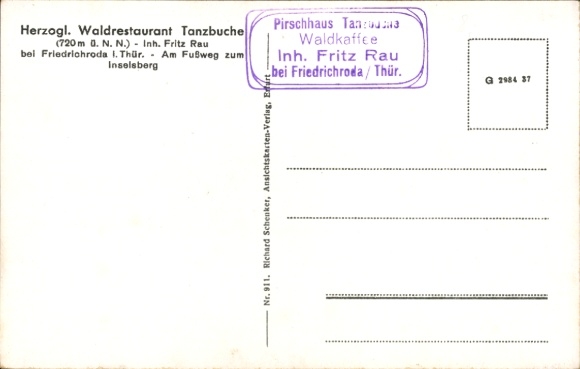 Herzogl. Waldrestaurant Tanzbuche
(720 m ü. N. N.) - Inh. Fritz Rau
bei Friedrichroda i. Thür. - Am Fußweg zum
Inselsberg
Pirschhaus Tanzbuche
Waldkaffee
Inh. Fritz Rau
bei Friedrichroda / Thür.
G 2984 37
Nr. 911. Richard Schenker, Ansichtskarten-Verlag, Erfurt